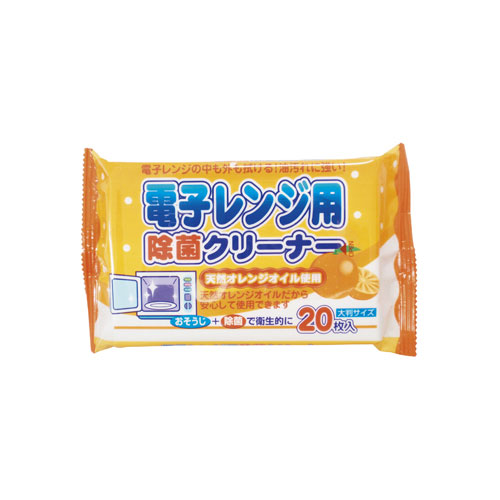 電子レンジの中も外も拭ける!油汚れに強い!
電子レンジ用
除菌クリーナー
天然オレンジオイル使用
天然オレンジオイルだから
安心して使用できます
おそうじ+除菌で衛生的に
大判サイズ
20枚入